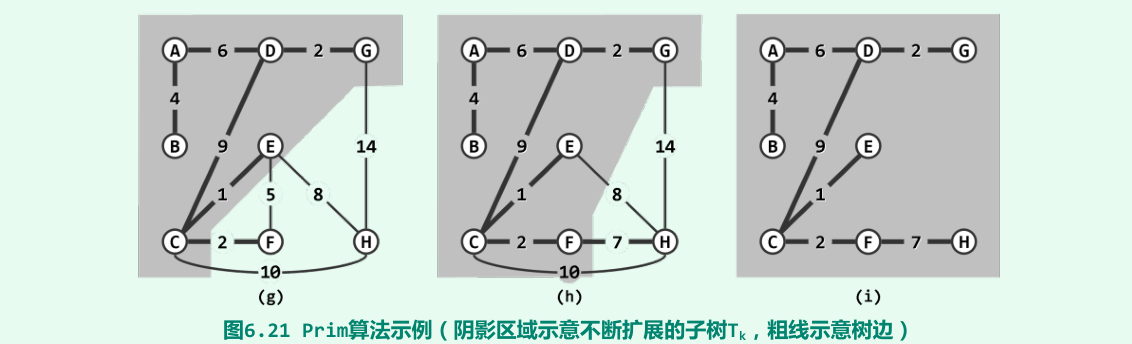 A 6 D 2 G
4
B 9 E 14
1 5 8
C 2 F H
10
(g)
A 6 D 2 G
4
B 9 E 14
1 8
C 2 F 7 H
10
(h)
A 6 D 2 G
4
B 9 E
1
C 2 F 7 H
(i)
图6.21 Prim算法示例（阴影区域示意不断扩展的子树Tk，粗线示意树边）